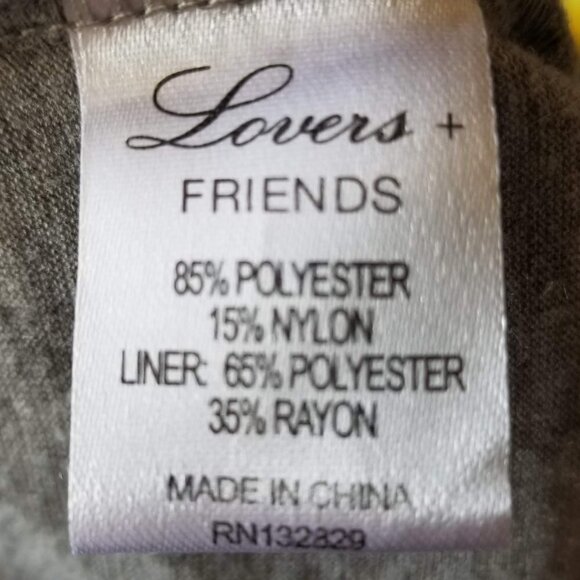 Lovers +
FRIENDS
85% POLYESTER
15% NYLON
LINER: 65% POLYESTER
35% RAYON
MADE IN CHINA
RN132829